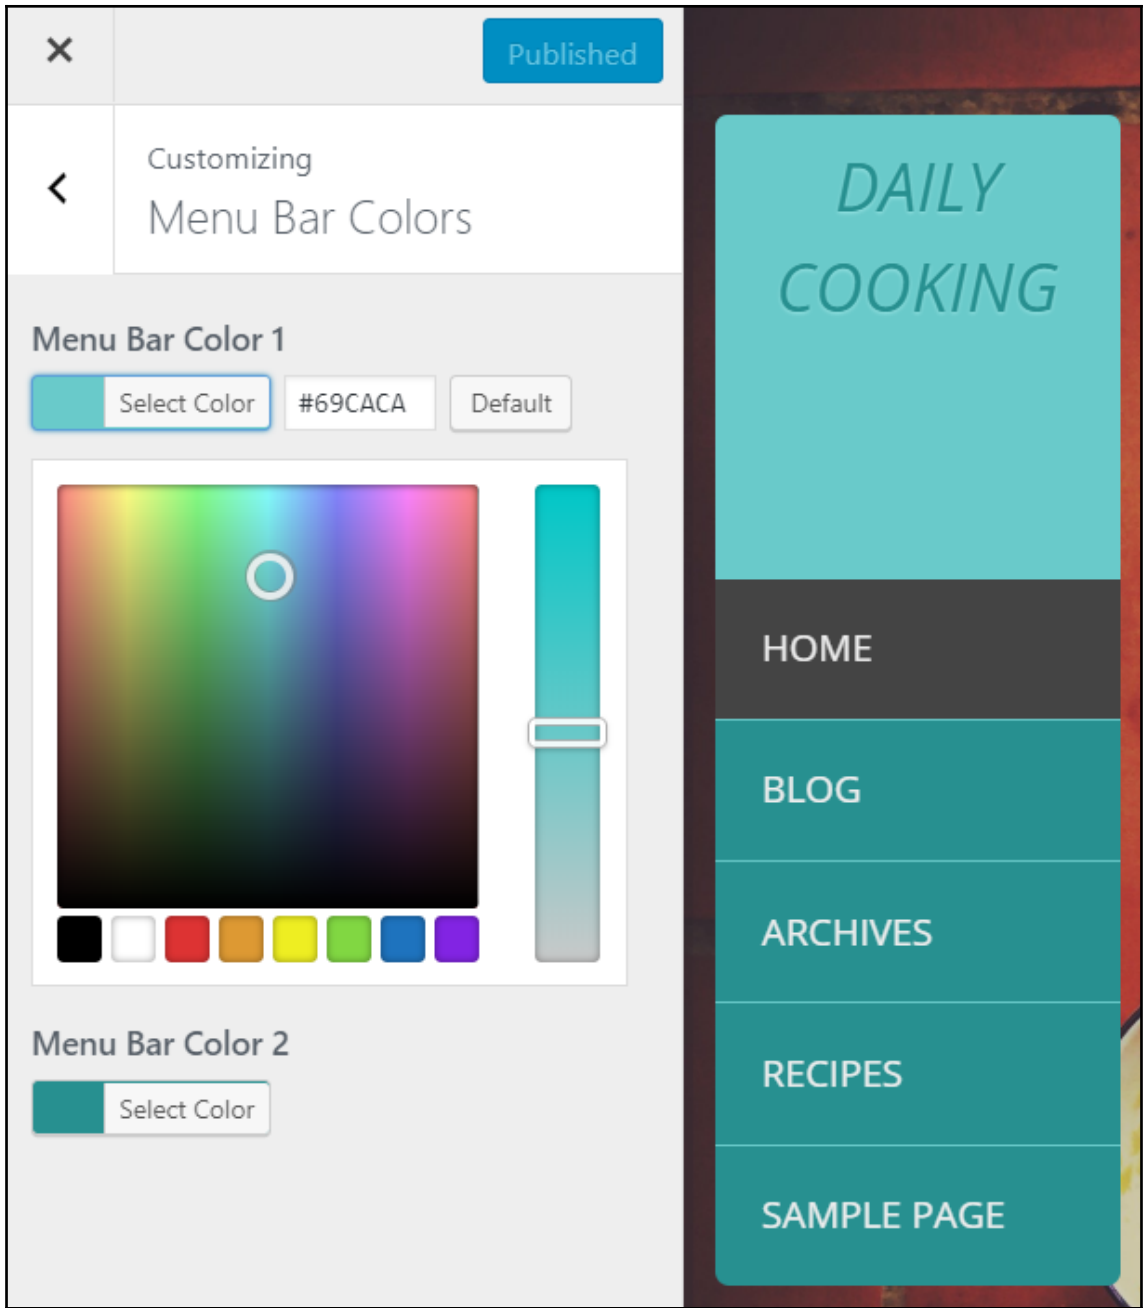 Published
Customizing
Menu Bar Colors
Menu Bar Color 1
Select Color
#69CACA
Default
Menu Bar Color 2
Select Color
DAILY
COOKING
HOME
BLOG
ARCHIVES
RECIPES
SAMPLE PAGE